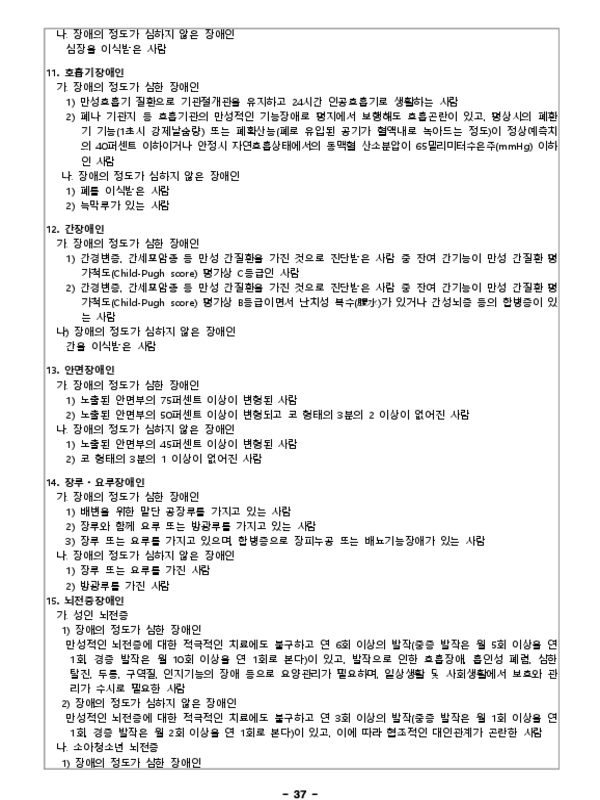 나. 장애의 정도가 심하지 않은 장애인
심장을 이식받은 사람
11. 호흡기장애인
가. 장애의 정도가 심한 장애인
1) 만성호흡기 질환으로 기관절개관을 유지하고 24시간 인공호흡기로 생활하는 사람
2) 폐나 기관지 등 호흡기관의 만성적인 기능장애로 평지에서 보행해도 호흡곤란이 있고, 평상시의 폐환
기 기능(1초시 강제날숨량) 또는 폐확산능(폐로 유입된 공기가 혈액내로 녹아드는 정도)이 정상예측치
의 40퍼센트 이하이거나 안정시 자연호흡상태에서의 동맥혈 산소분압이 65밀리미터수은주(mmHg) 이하
인 사람
나. 장애의 정도가 심하지 않은 장애인
1) 폐를 이식받은 사람
2) 늑막루가 있는 사람
12. 간장애인
가. 장애의 정도가 심한 장애인
1) 간경변증, 간세포암종 등 만성 간질환을 가진 것으로 진단받은 사람 중 잔여 간기능이 만성 간질환 평
가척도(Child-Pugh score) 평가상 C등급인 사람
2) 간경변증, 간세포암종 등 만성 간질환을 가진 것으로 진단받은 사람 중 잔여 간기능이 만성 간질환 평
가척도(Child-Pugh score) 평가상 B등급이면서 난치성 복수(腹水)가 있거나 간성뇌증 등의 합병증이 있
는 사람
나) 장애의 정도가 심하지 않은 장애인
간을 이식받은 사람
13. 안면장애인
가. 장애의 정도가 심한 장애인
1) 노출된 안면부의 75퍼센트 이상이 변형된 사람
2) 노출된 안면부의 50퍼센트 이상이 변형되고 코 형태의 3분의 2 이상이 없어진 사람
나. 장애의 정도가 심하지 않은 장애인
1) 노출된 안면부의 45퍼센트 이상이 변형된 사람
2) 코 형태의 3분의 1 이상이 없어진 사람
14. 장루・요루장애인
가. 장애의 정도가 심한 장애인
1) 배변을 위한 말단 공장루를 가지고 있는 사람
2) 장루와 함께 요루 또는 방광루를 가지고 있는 사람
3) 장루 또는 요루를 가지고 있으며, 합병증으로 장피누공 또는 배뇨기능장애가 있는 사람
나. 장애의 정도가 심하지 않은 장애인
1) 장루 또는 요루를 가진 사람
2) 방광루를 가진 사람
15. 뇌전증장애인
가. 성인 뇌전증
1) 장애의 정도가 심한 장애인
만성적인 뇌전증에 대한 적극적인 치료에도 불구하고 연 6회 이상의 발작(중증 발작은 월 5회 이상을 연
1회, 경증 발작은 월 10회 이상을 연 1회로 본다)이 있고, 발작으로 인한 호흡장애, 흡인성 폐렴, 심한
탈진, 두통, 구역질, 인지기능의 장애 등으로 요양관리가 필요하며, 일상생활 및 사회생활에서 보호와 관
리가 수시로 필요한 사람
2) 장애의 정도가 심하지 않은 장애인
만성적인 뇌전증에 대한 적극적인 치료에도 불구하고 연 3회 이상의 발작(중증 발작은 월 1회 이상을 연
1회, 경증 발작은 월 2회 이상을 연 1회로 본다)이 있고, 이에 따라 협조적인 대인관계가 곤란한 사람
나. 소아청소년 뇌전증
1) 장애의 정도가 심한 장애인
- 37 -